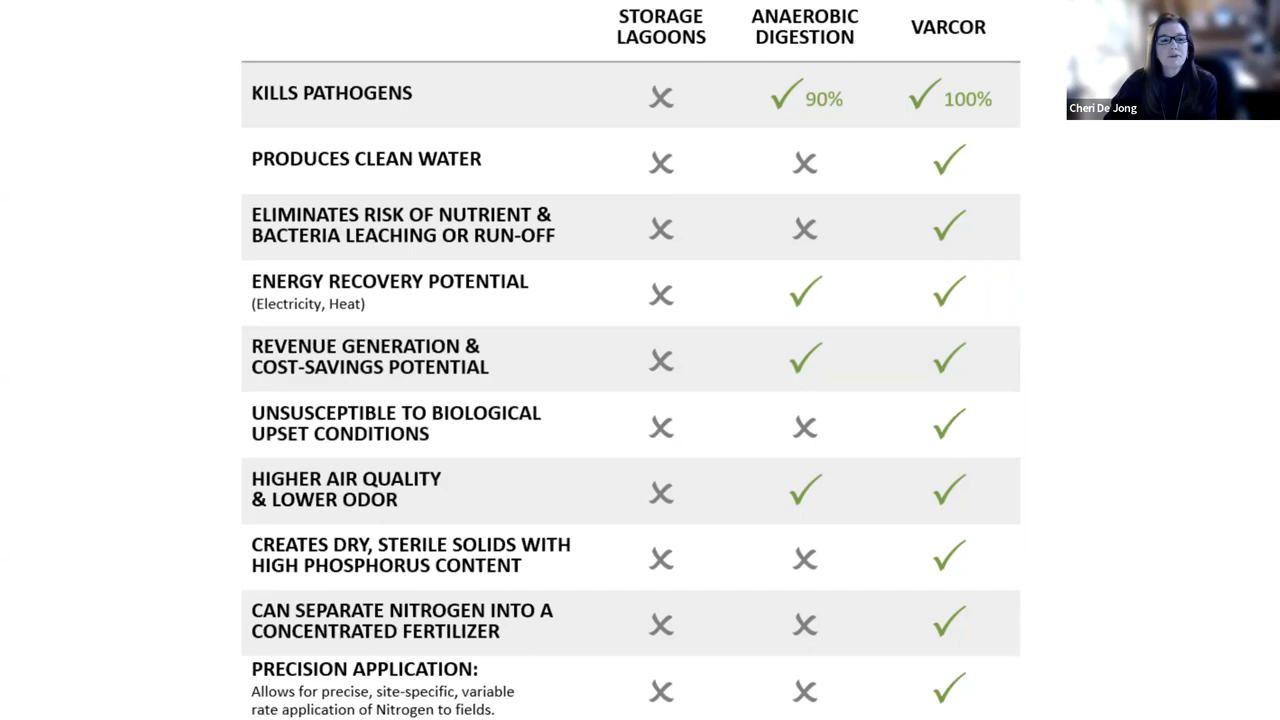 STORAGE LAGOONS
ANAEROBIC DIGESTION
VARCOR
KILLS PATHOGENS
90%
100%
PRODUCES CLEAN WATER
ELIMINATES RISK OF NUTRIENT &
BACTERIA LEACHING OR RUN-OFF
ENERGY RECOVERY POTENTIAL
(Electricity, Heat)
REVENUE GENERATION &
COST-SAVINGS POTENTIAL
UNSUSCEPTIBLE TO BIOLOGICAL
UPSET CONDITIONS
HIGHER AIR QUALITY
& LOWER ODOR
CREATES DRY, STERILE SOLIDS WITH
HIGH PHOSPHORUS CONTENT
CAN SEPARATE NITROGEN INTO A
CONCENTRATED FERTILIZER
PRECISION APPLICATION:
Allows for precise, site-specific, variable
rate application of Nitrogen to fields.
Cheri De Jong